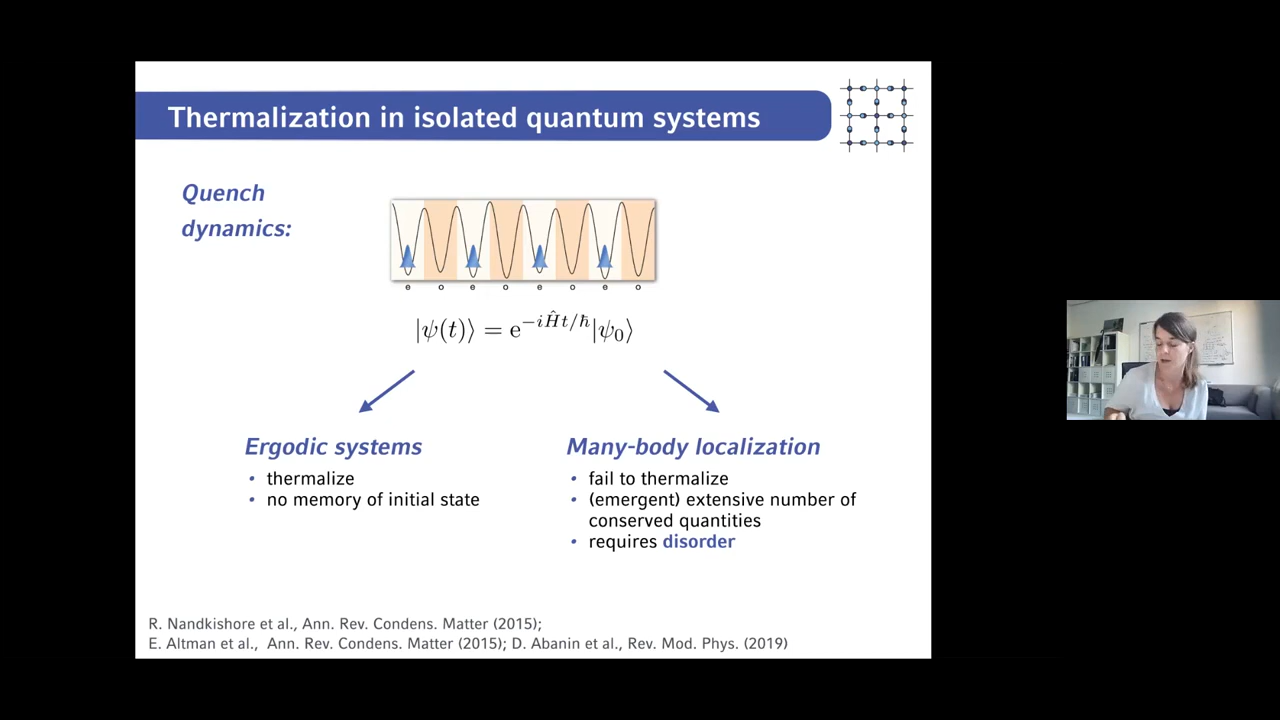 Thermalization in isolated quantum systems
Quench
dynamics:
e o e o e o e o
|ψ(t)⟩ = e^{−iĤt/ħ}|ψ₀⟩
Ergodic systems
• thermalize
• no memory of initial state
Many-body localization
• fail to thermalize
• (emergent) extensive number of
conserved quantities
• requires disorder
R. Nandkishore et al., Ann. Rev. Condens. Matter (2015);
E. Altman et al., Ann. Rev. Condens. Matter (2015); D. Abanin et al., Rev. Mod. Phys. (2019)